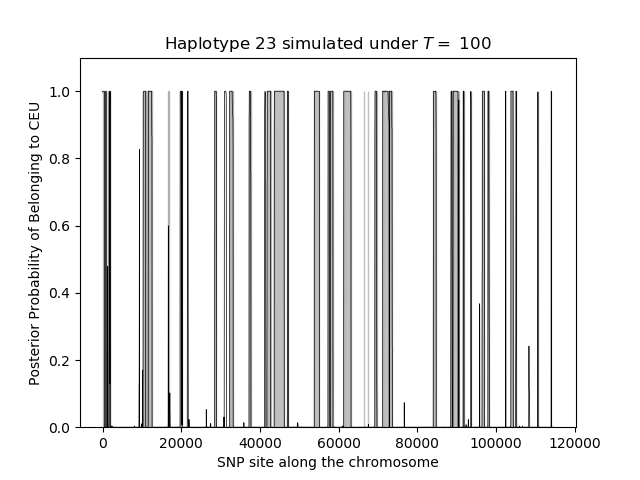 Haplotype 23 simulated under T = 100
Posterior Probability of Belonging to CEU
1.0
0.8
0.6
0.4
0.2
0.0
0 20000 40000 60000 80000 100000 120000
SNP site along the chromosome